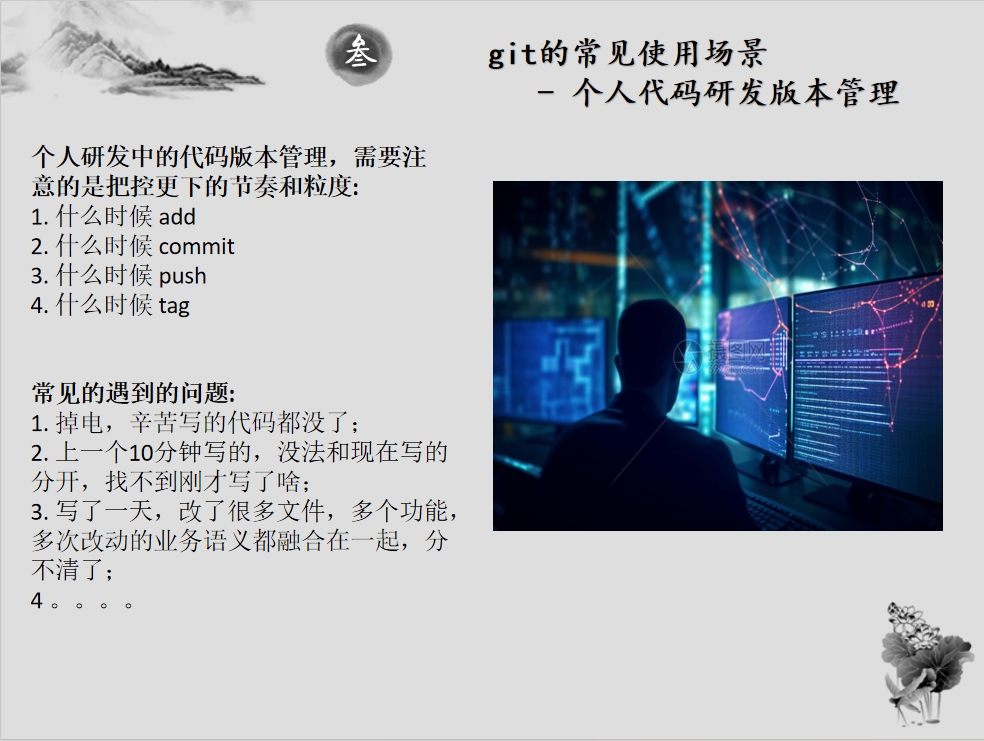 叁
git的常见使用场景
- 个人代码研发版本管理
个人研发中的代码版本管理，需要注
意的是把控更下的节奏和粒度:
1. 什么时候 add
2. 什么时候 commit
3. 什么时候 push
4. 什么时候 tag
常见的遇到的问题:
1. 掉电，辛苦写的代码都没了；
2. 上一个10分钟写的，没法和现在写的
分开，找不到刚才写了啥；
3. 写了一天，改了很多文件，多个功能，
多次改动的业务语义都融合在一起，分
不清了；
4 。。。。
摄图网